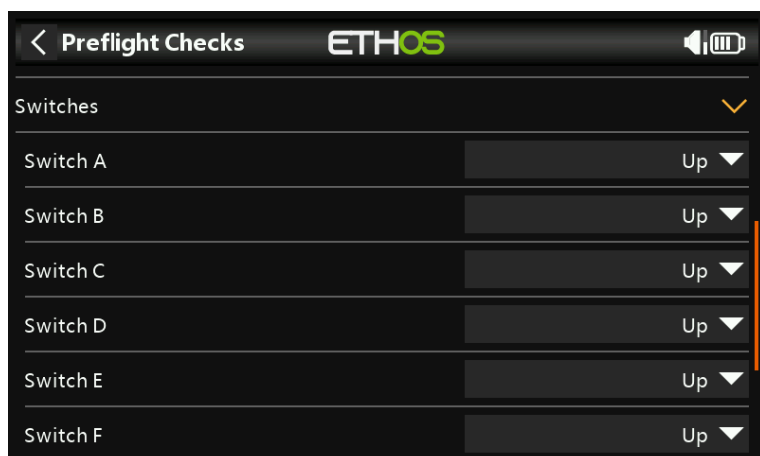 Preflight Checks ETHOS
Switches
Switch A Up
Switch B Up
Switch C Up
Switch D Up
Switch E Up
Switch F Up